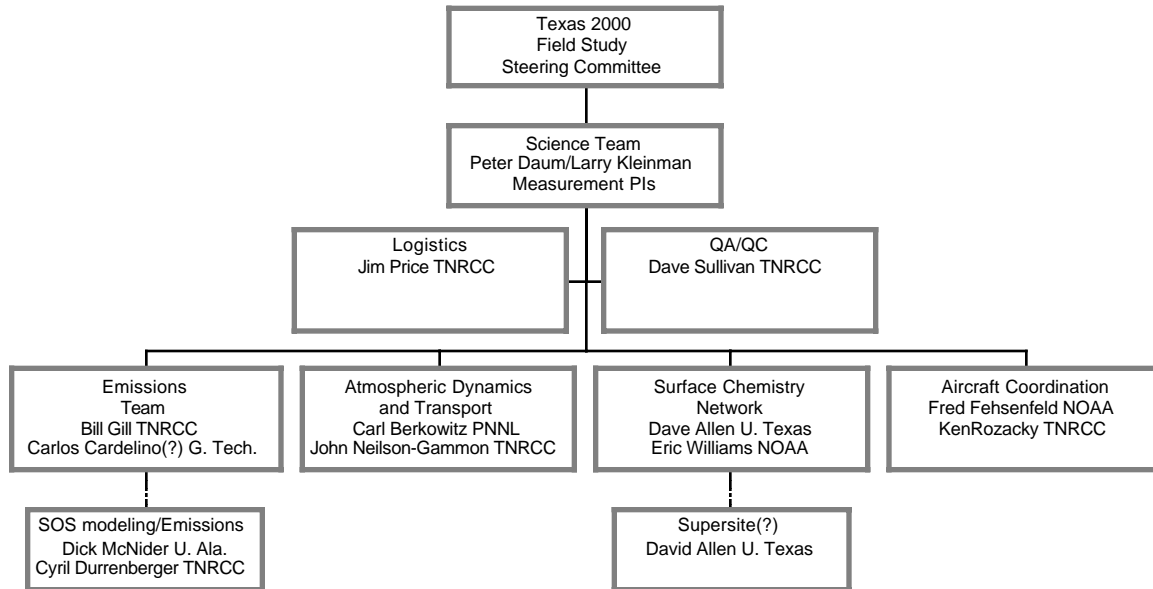 Texas 2000
Field Study
Steering Committee
Science Team
Peter Daum/Larry Kleinman
Measurement PIs
Logistics
Jim Price TNRCC
QA/QC
Dave Sullivan TNRCC
Emissions
Team
Bill Gill TNRCC
Carlos Cardelino(?) G. Tech.
Atmospheric Dynamics
and Transport
Carl Berkowitz PNNL
John Neilson-Gammon TNRCC
Surface Chemistry
Network
Dave Allen U. Texas
Eric Williams NOAA
Aircraft Coordination
Fred Fehsenfeld NOAA
KenRozacky TNRCC
SOS modeling/Emissions
Dick McNider U. Ala.
Cyril Durrenberger TNRCC
Supersite(?)
David Allen U. Texas